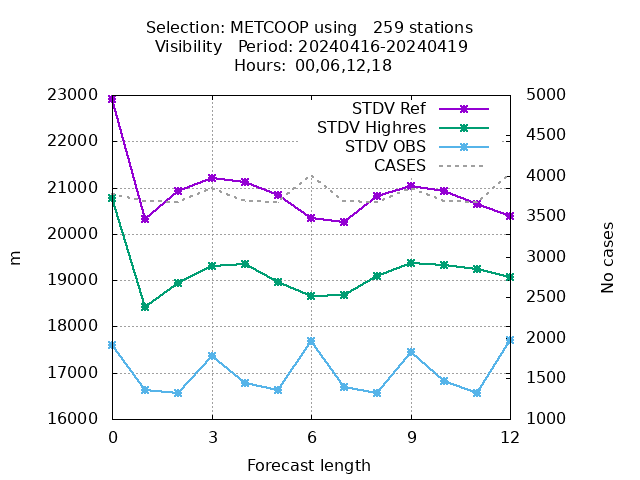 Selection: METCOOP using   259 stations
Visibility   Period: 20240416-20240419
Hours:  00,06,12,18
23000
22000
21000
20000
19000
18000
17000
16000
5000
4500
4000
3500
3000
2500
2000
1500
1000
STDV Ref
STDV Highres
STDV OBS
CASES
m
No cases
0
3
6
9
12
Forecast length